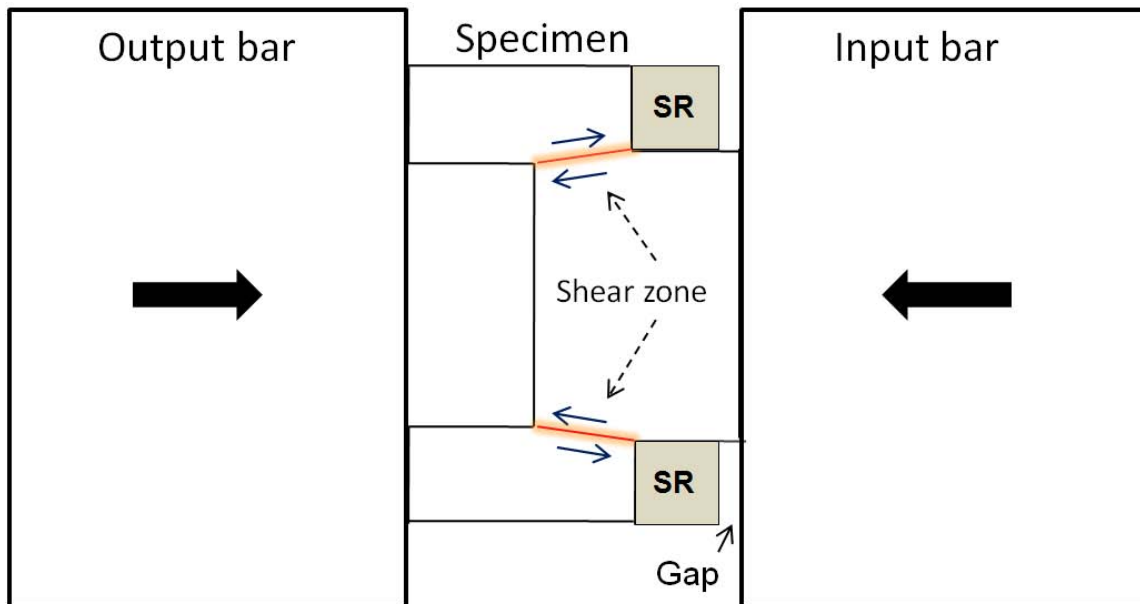 Output bar
Specimen
Input bar
SR
Shear zone
SR
Gap